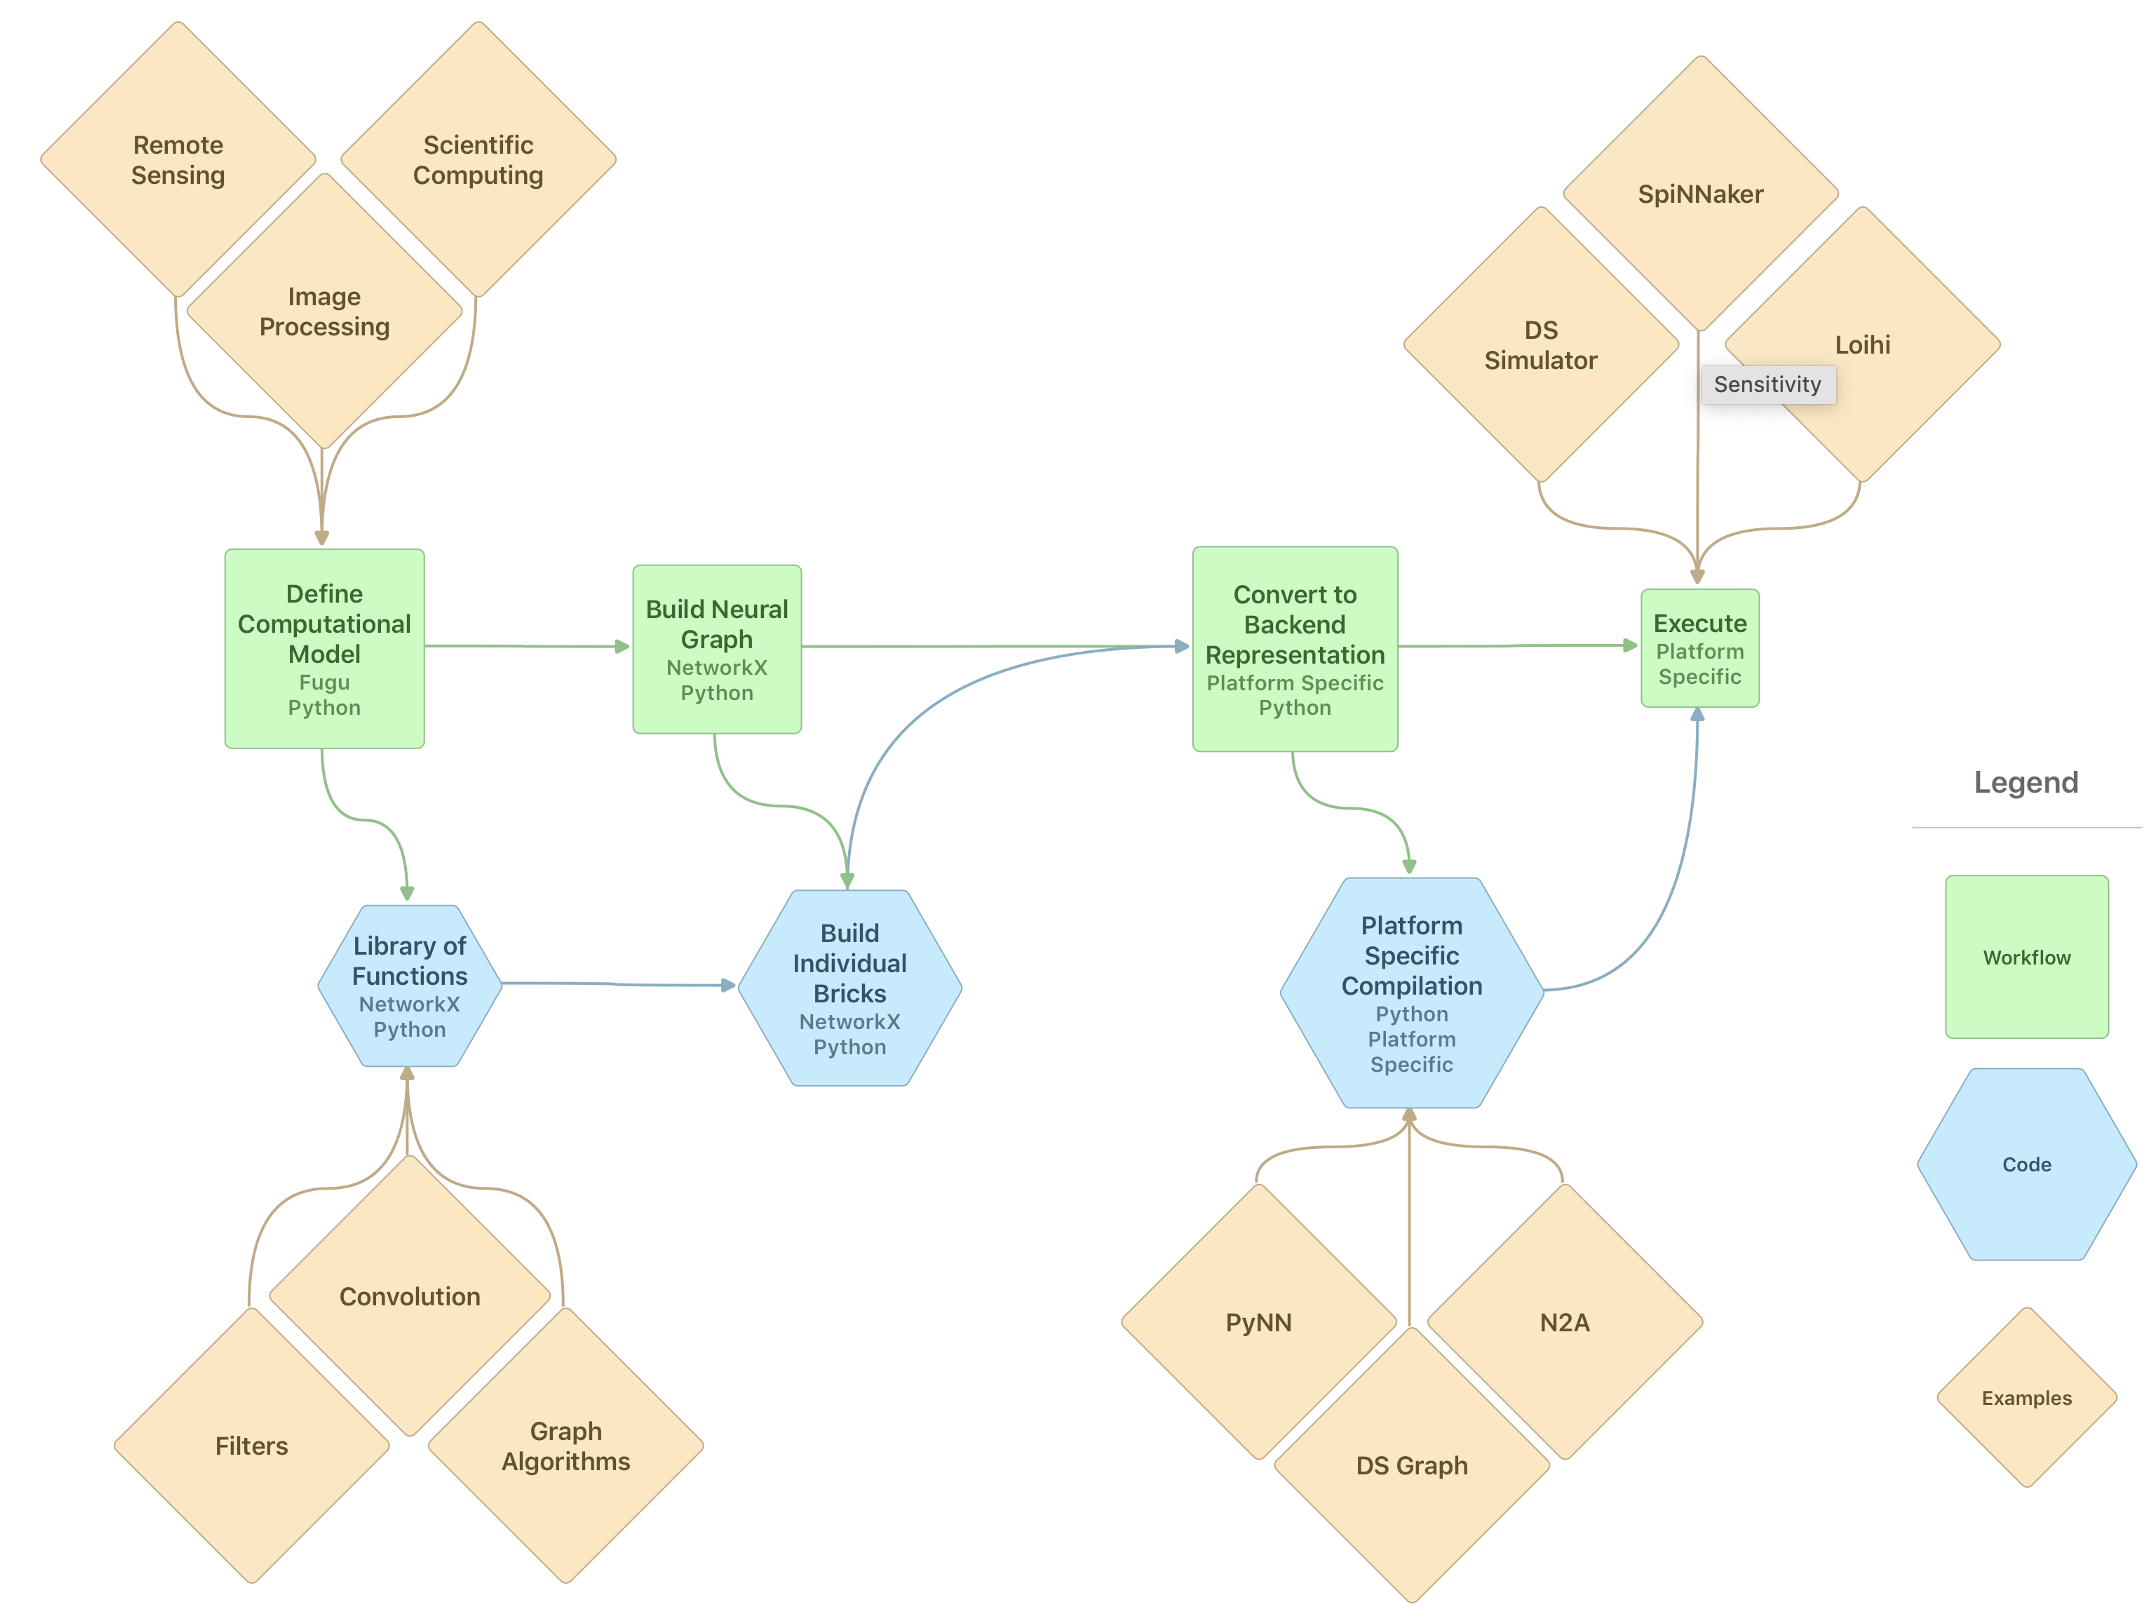 Remote
Sensing
Scientific
Computing
Image
Processing
SpiNNaker
DS
Simulator
Loihi
Sensitivity
Define
Computational
Model
Fugu
Python
Build Neural
Graph
NetworkX
Python
Convert to
Backend
Representation
Platform Specific
Python
Execute
Platform
Specific
Library of
Functions
NetworkX
Python
Build
Individual
Bricks
NetworkX
Python
Platform
Specific
Compilation
Python
Platform
Specific
Convolution
Filters
Graph
Algorithms
PyNN
N2A
DS Graph
Legend
Workflow
Code
Examples